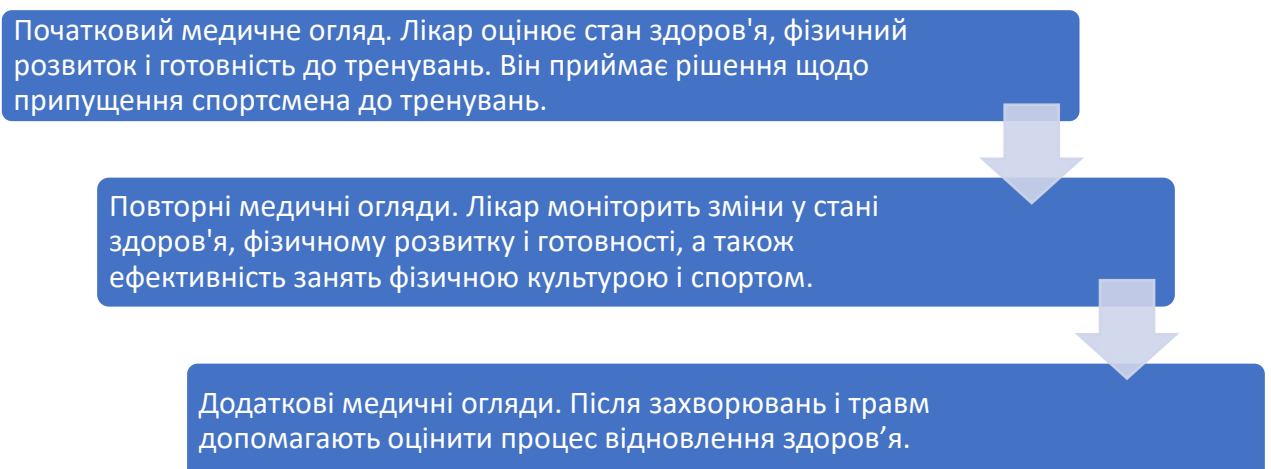 Початковий медичне огляд. Лікар оцінює стан здоров'я, фізичний
розвиток і готовність до тренувань. Він приймає рішення щодо
припущення спортсмена до тренувань.
Повторні медичні огляди. Лікар моніторить зміни у стані
здоров'я, фізичному розвитку і готовності, а також
ефективність занять фізичною культурою і спортом.
Додаткові медичні огляди. Після захворювань і травм
допомагають оцінити процес відновлення здоров’я.